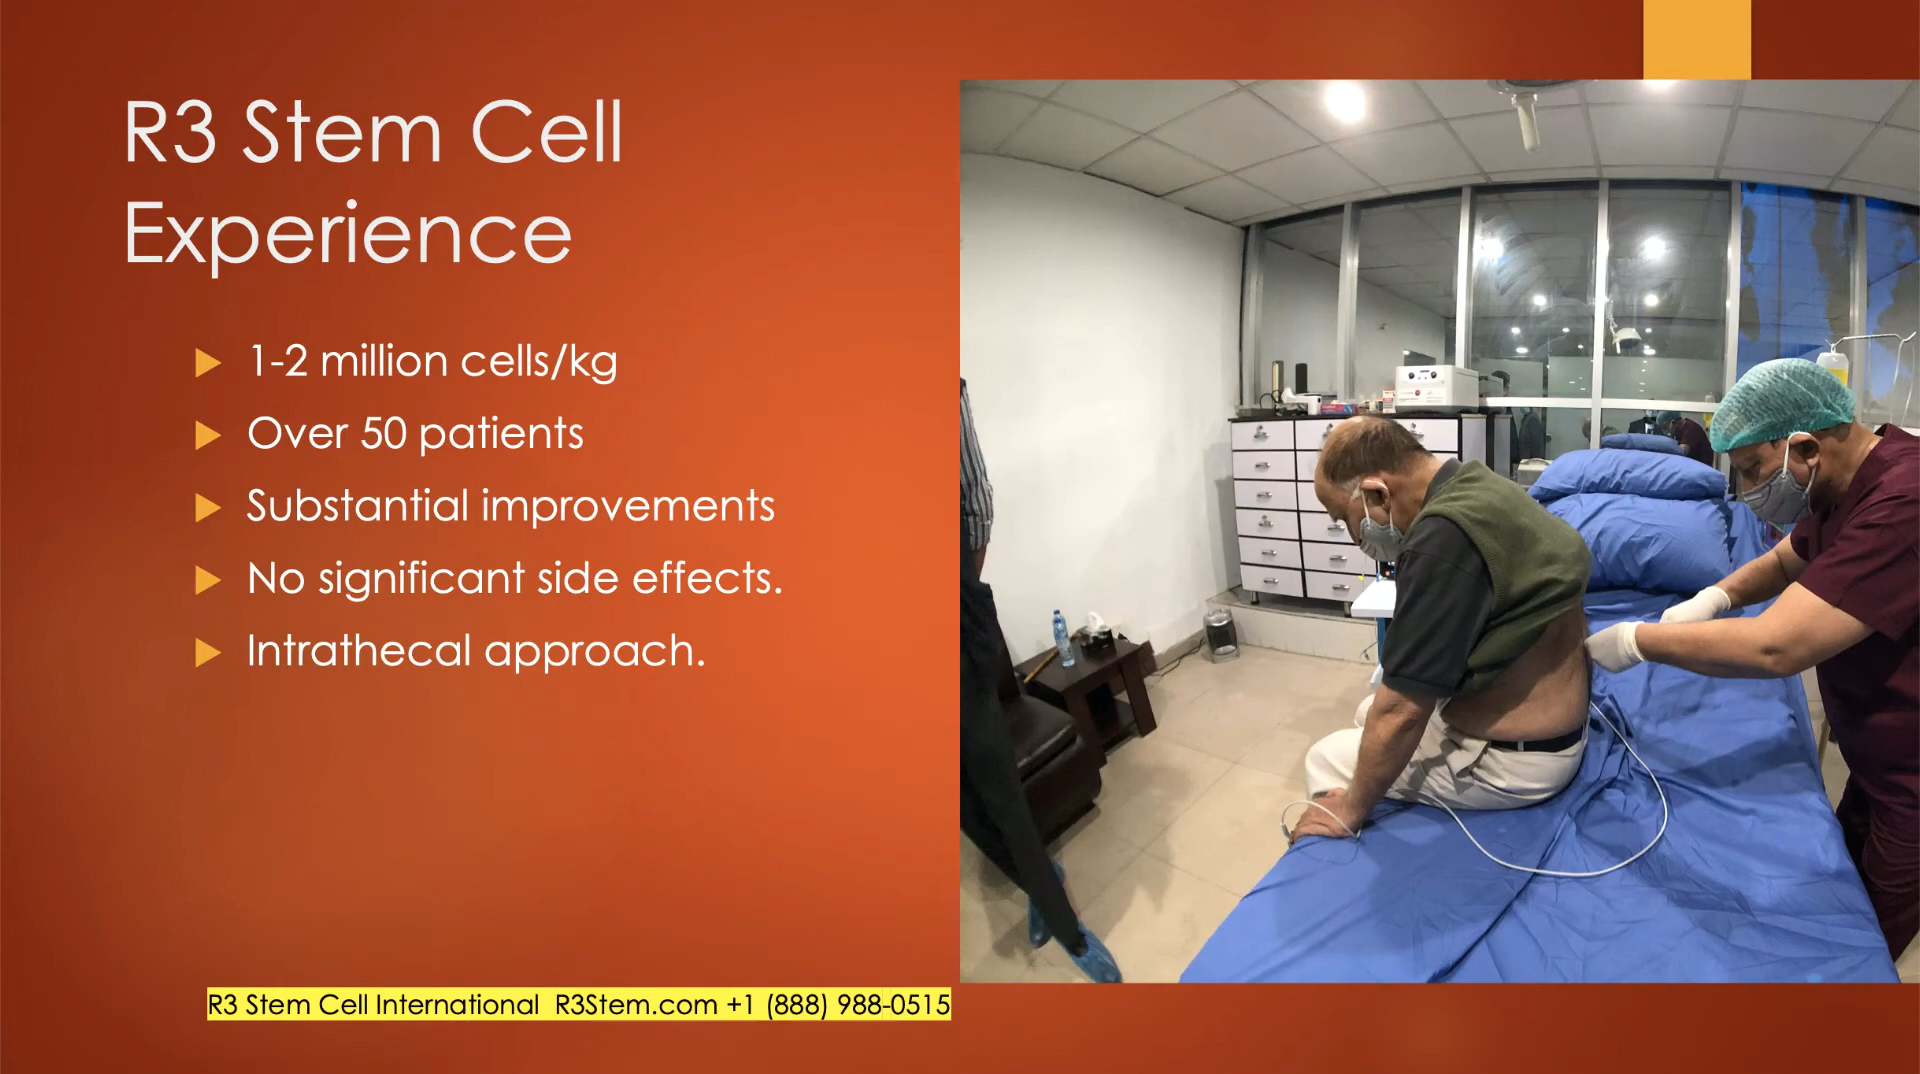 R3 Stem Cell
Experience
1-2 million cells/kg
Over 50 patients
Substantial improvements
No significant side effects.
Intrathecal approach.
R3 Stem Cell International  R3Stem.com +1 (888) 988-0515